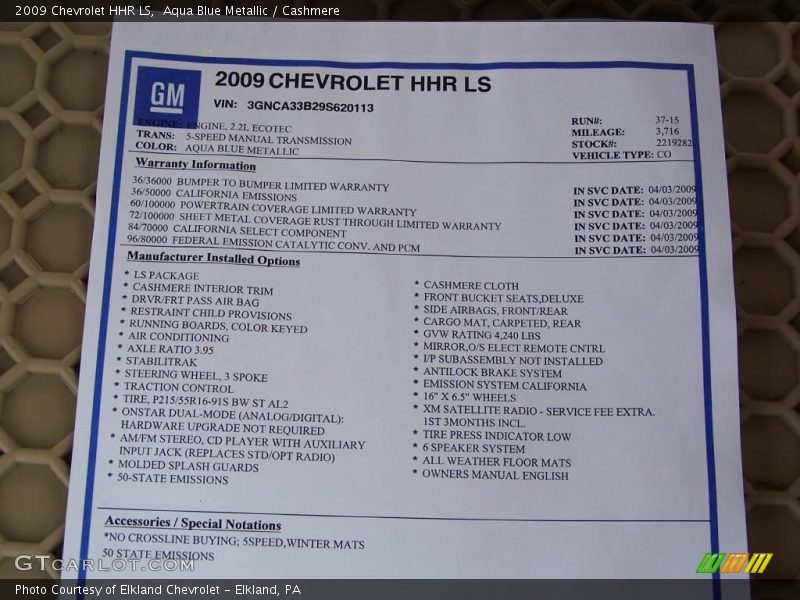 2009 Chevrolet HHR LS,  Aqua Blue Metallic / Cashmere
GM
2009 CHEVROLET HHR LS
VIN: 3GNCA33B29S620113
ENGINE: ENGINE, 2.2L ECOTEC
TRANS: 5-SPEED MANUAL TRANSMISSION
COLOR: AQUA BLUE METALLIC
RUN#: 37-15
MILEAGE: 3,716
STOCK#: 2219282
VEHICLE TYPE: CO
Warranty Information
36/36000 BUMPER TO BUMPER LIMITED WARRANTY IN SVC DATE: 04/03/2009
36/50000 CALIFORNIA EMISSIONS IN SVC DATE: 04/03/2009
60/100000 POWERTRAIN COVERAGE LIMITED WARRANTY IN SVC DATE: 04/03/2009
72/100000 SHEET METAL COVERAGE RUST THROUGH LIMITED WARRANTY IN SVC DATE: 04/03/2009
84/70000 CALIFORNIA SELECT COMPONENT IN SVC DATE: 04/03/2009
96/80000 FEDERAL EMISSION CATALYTIC CONV. AND PCM IN SVC DATE: 04/03/2009
Manufacturer Installed Options
* LS PACKAGE
* CASHMERE INTERIOR TRIM
* DRVR/FRT PASS AIR BAG
* RESTRAINT CHILD PROVISIONS
* RUNNING BOARDS, COLOR KEYED
* AIR CONDITIONING
* AXLE RATIO 3.95
* STABILITRAK
* STEERING WHEEL, 3 SPOKE
* TRACTION CONTROL
* TIRE, P215/55R16-91S BW ST AL2
* ONSTAR DUAL-MODE (ANALOG/DIGITAL):
HARDWARE UPGRADE NOT REQUIRED
* AM/FM STEREO, CD PLAYER WITH AUXILIARY
INPUT JACK (REPLACES STD/OPT RADIO)
* MOLDED SPLASH GUARDS
* 50-STATE EMISSIONS
* CASHMERE CLOTH
* FRONT BUCKET SEATS,DELUXE
* SIDE AIRBAGS, FRONT/REAR
* CARGO MAT, CARPETED, REAR
* GVW RATING 4,240 LBS
* MIRROR,O/S ELECT REMOTE CNTRL
* I/P SUBASSEMBLY NOT INSTALLED
* ANTILOCK BRAKE SYSTEM
* EMISSION SYSTEM CALIFORNIA
* 16" X 6.5" WHEELS
* XM SATELLITE RADIO - SERVICE FEE EXTRA.
1ST 3MONTHS INCL.
* TIRE PRESS INDICATOR LOW
* 6 SPEAKER SYSTEM
* ALL WEATHER FLOOR MATS
* OWNERS MANUAL ENGLISH
Accessories / Special Notations
*NO CROSSLINE BUYING; 5SPEED,WINTER MATS
50 STATE EMISSIONS
GTcarlot.com
Photo Courtesy of Elkland Chevrolet - Elkland, PA